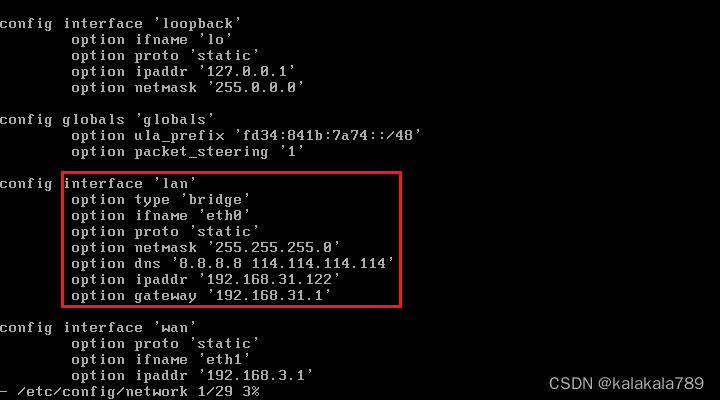 config interface 'loopback'
        option ifname 'lo'
        option proto 'static'
        option ipaddr '127.0.0.1'
        option netmask '255.0.0.0'

config globals 'globals'
        option ula_prefix 'fd34:841b:7a74::/48'
        option packet_steering '1'

config interface 'lan'
        option type 'bridge'
        option ifname 'eth0'
        option proto 'static'
        option netmask '255.255.255.0'
        option dns '8.8.8.8 114.114.114.114'
        option ipaddr '192.168.31.122'
        option gateway '192.168.31.1'

config interface 'wan'
        option proto 'static'
        option ifname 'eth1'
        option ipaddr '192.168.3.1'
- /etc/config/network 1/29 3%
CSDN @kalakala789